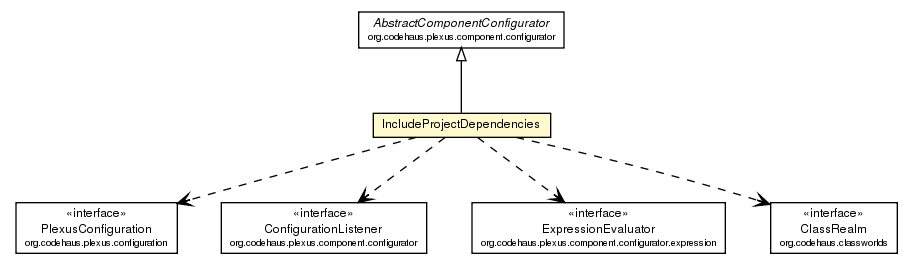 AbstractComponentConfigurator
org.codehaus.plexus.component.configurator
IncludeProjectDependencies
«interface»
PlexusConfiguration
org.codehaus.plexus.configuration
«interface»
ConfigurationListener
org.codehaus.plexus.component.configurator
«interface»
ExpressionEvaluator
org.codehaus.plexus.component.configurator.expression
«interface»
ClassRealm
org.codehaus.classworlds